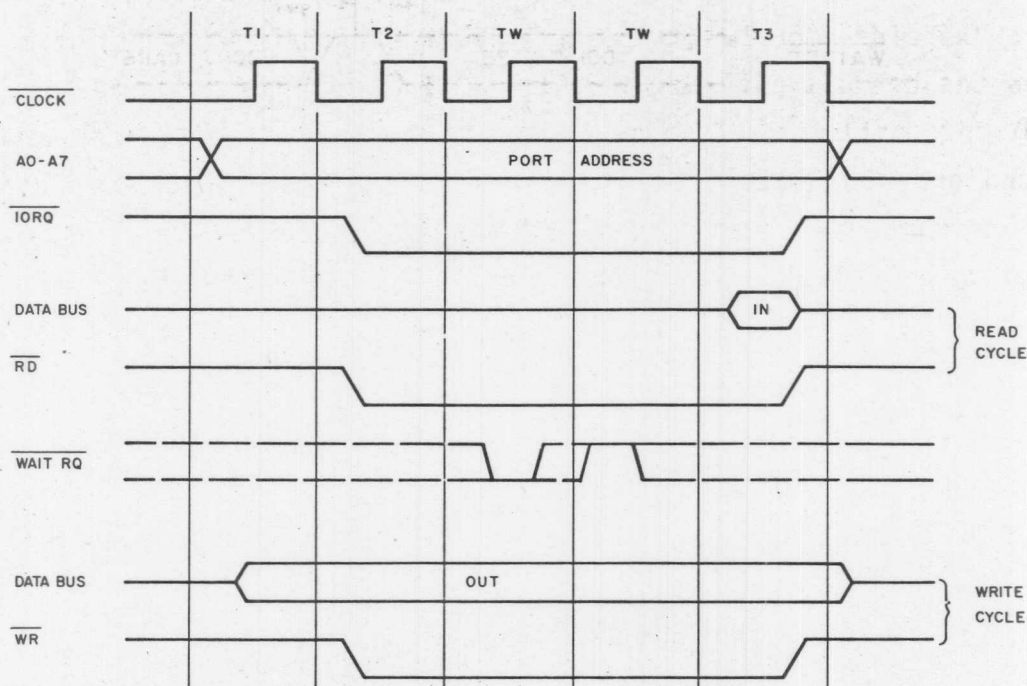 T1 T2 TW TW T3
CLOCK
A0-A7 PORT ADDRESS
IORQ
DATA BUS IN
READ
CYCLE
RD
WAIT RQ
DATA BUS OUT
WRITE
CYCLE
WR